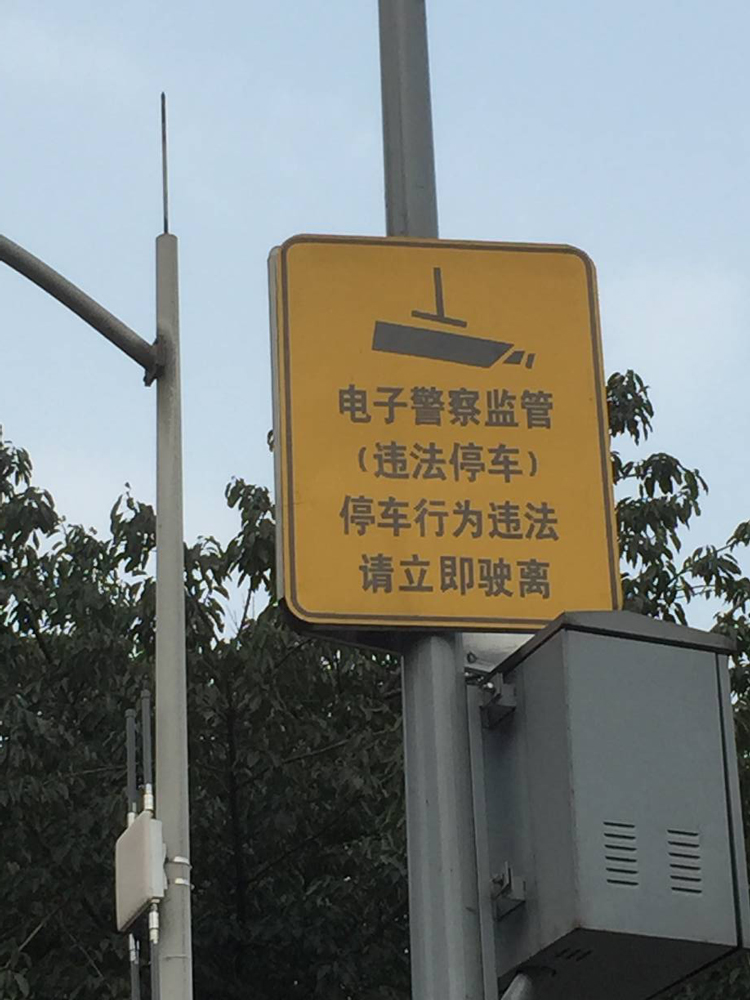 电子警察监管
（违法停车）
停车行为违法
请立即驶离